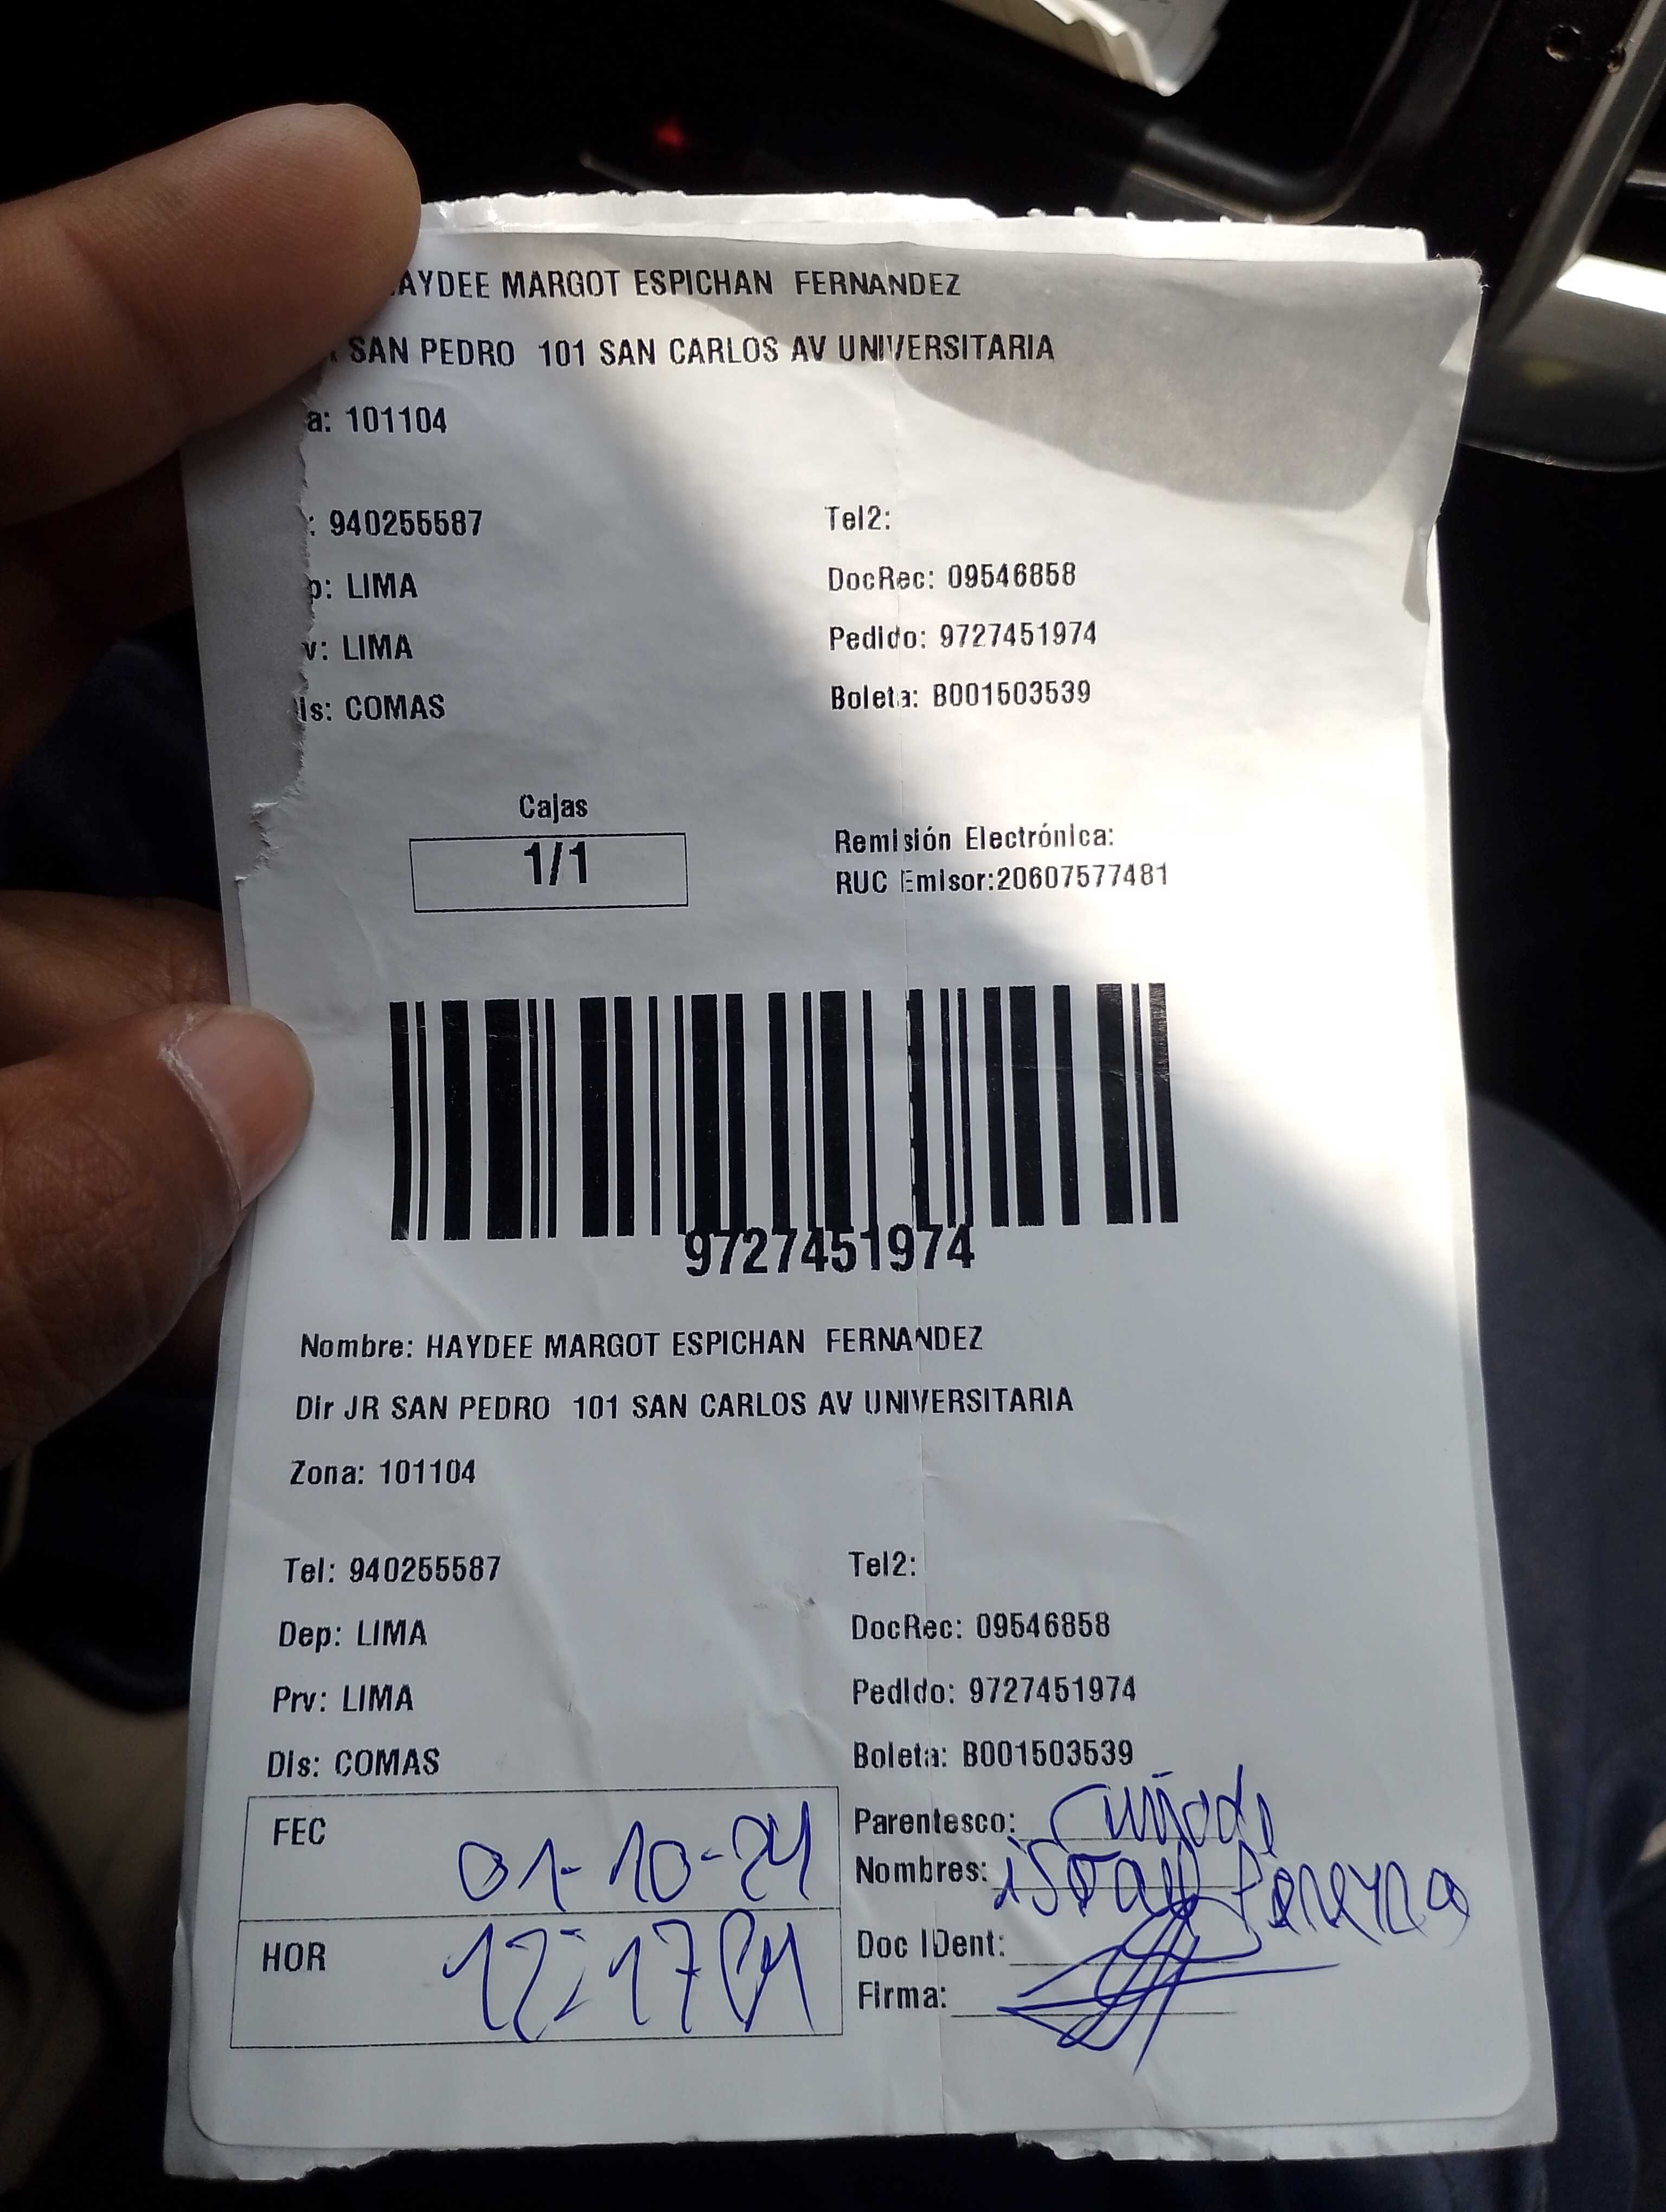 AYDEE MARGOT ESPICHAN FERNANDEZ
SAN PEDRO 101 SAN CARLOS AV UNIVERSITARIA
a: 101104
: 940255587 Tel2:
p: LIMA DocRec: 09546858
v: LIMA Pedido: 9727451974
is: COMAS Boleta: B001503539
Cajas
1/1
Remisión Electrónica:
RUC Emisor:20607577481
9727451974
Nombre: HAYDEE MARGOT ESPICHAN FERNANDEZ
Dir JR SAN PEDRO 101 SAN CARLOS AV UNIVERSITARIA
Zona: 101104
Tel: 940255587 Tel2:
Dep: LIMA DocRec: 09546858
Prv: LIMA Pedido: 9727451974
Dis: COMAS Boleta: B001503539
FEC 01-10-24
HOR 12:17 PM
Parentesco: Cuñado
Nombres: israel Pereyra
Doc IDent:
Firma: